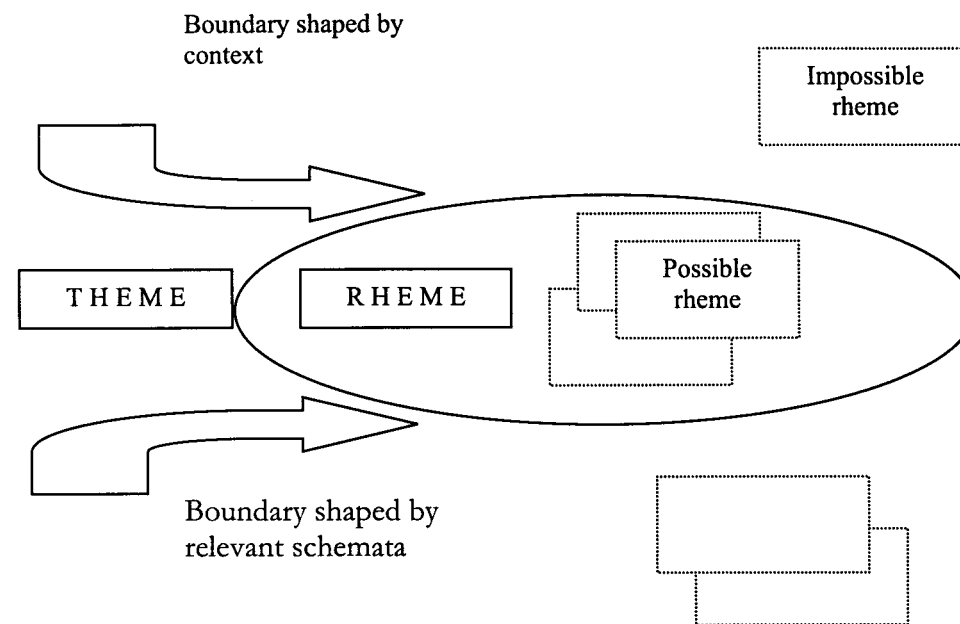 Boundary shaped by
context
Impossible
rheme
THEME
RHEME
Possible
rheme
Boundary shaped by
relevant schemata